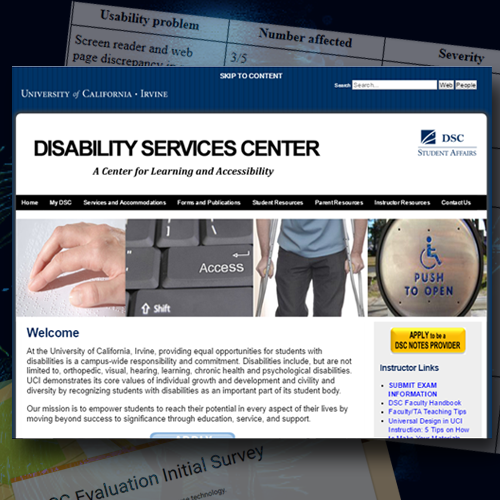 Usability problem
Number affected
Severity
Screen reader and web
page discrepancy in
3/5
SKIP TO CONTENT
UNIVERSITY of CALIFORNIA • IRVINE
Search Search... Web People
DISABILITY SERVICES CENTER
A Center for Learning and Accessibility
DSC
STUDENT AFFAIRS
Home My DSC Services and Accommodations Forms and Publications Student Resources Parent Resources Instructor Resources Contact Us
Access
Shift
PUSH
TO OPEN
Welcome
At the University of California, Irvine, providing equal opportunities for students with
disabilities is a campus-wide responsibility and commitment. Disabilities include, but are not
limited to, orthopedic, visual, hearing, learning, chronic health and psychological disabilities.
UCI demonstrates its core values of individual growth and development and civility and
diversity by recognizing students with disabilities as an important part of its student body.
Our mission is to empower students to reach their potential in every aspect of their lives by
moving beyond success to significance through education, service, and support.
APPLY to be a
DSC NOTES PROVIDER
Instructor Links
• SUBMIT EXAM
INFORMATION
• DSC Faculty Handbook
• Faculty/TA Teaching Tips
• Universal Design in UCI
Instruction: 5 Tips on How
to Make Your Materials
C Evaluation Initial Survey
technology.